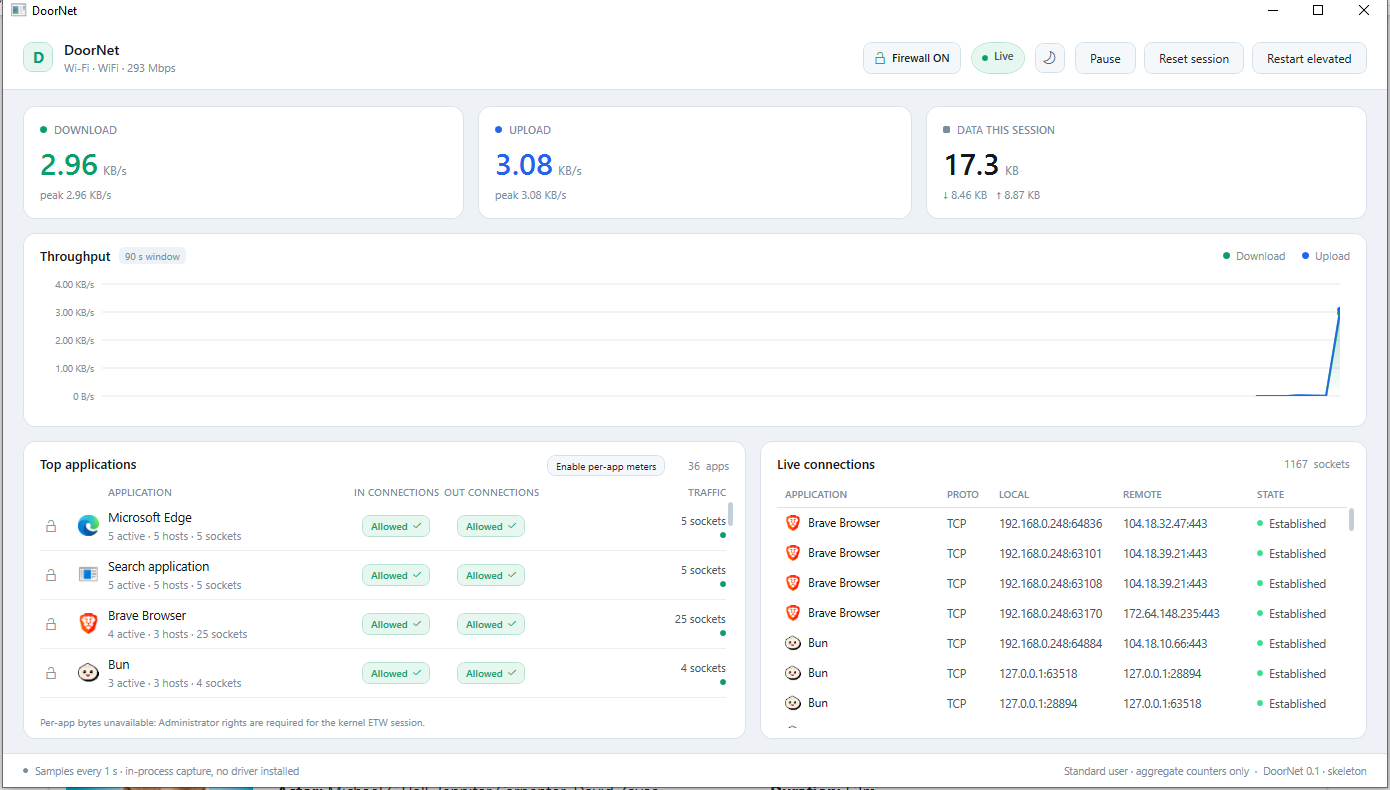 DoorNet
DoorNet
Wi-Fi · WiFi · 293 Mbps
Firewall ON
Live
Pause
Reset session
Restart elevated
DOWNLOAD
2.96 KB/s
peak 2.96 KB/s
UPLOAD
3.08 KB/s
peak 3.08 KB/s
DATA THIS SESSION
17.3 KB
↓ 8.46 KB ↑ 8.87 KB
Throughput 90 s window
Download Upload
4.00 KB/s
3.00 KB/s
2.00 KB/s
1.00 KB/s
0 B/s
Top applications
Enable per-app meters
36 apps
APPLICATION IN CONNECTIONS OUT CONNECTIONS TRAFFIC
Microsoft Edge
5 active · 5 hosts · 5 sockets
Allowed ✓ Allowed ✓
5 sockets
Search application
5 active · 5 hosts · 5 sockets
Allowed ✓ Allowed ✓
5 sockets
Brave Browser
4 active · 3 hosts · 25 sockets
Allowed ✓ Allowed ✓
25 sockets
Bun
3 active · 3 hosts · 4 sockets
Allowed ✓ Allowed ✓
4 sockets
Per-app bytes unavailable: Administrator rights are required for the kernel ETW session.
Live connections
1167 sockets
APPLICATION PROTO LOCAL REMOTE STATE
Brave Browser TCP 192.168.0.248:64836 104.18.32.47:443 Established
Brave Browser TCP 192.168.0.248:63101 104.18.39.21:443 Established
Brave Browser TCP 192.168.0.248:63108 104.18.39.21:443 Established
Brave Browser TCP 192.168.0.248:63170 172.64.148.235:443 Established
Bun TCP 192.168.0.248:64884 104.18.10.66:443 Established
Bun TCP 127.0.0.1:63518 127.0.0.1:28894 Established
Bun TCP 127.0.0.1:28894 127.0.0.1:63518 Established
Samples every 1 s · in-process capture, no driver installed
Standard user · aggregate counters only · DoorNet 0.1 · skeleton